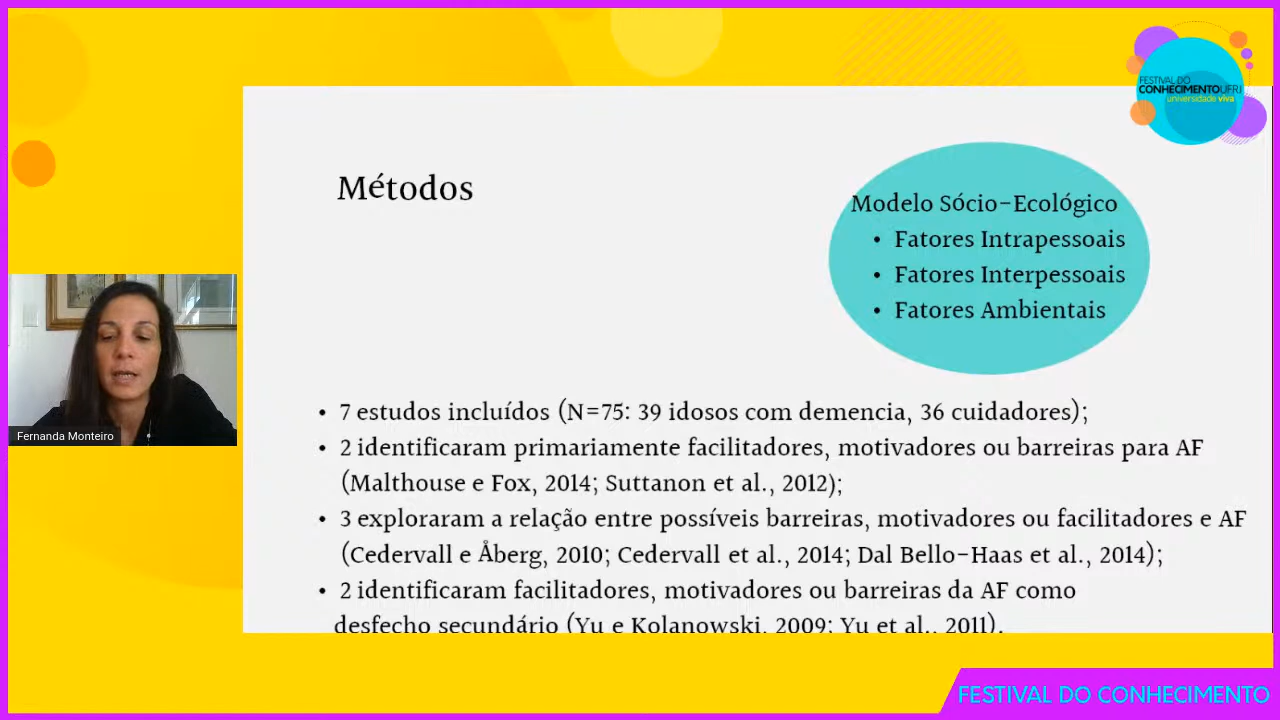 FESTIVAL DO
CONHECIMENTOUFRJ
universidade viva
Métodos
Modelo Sócio-Ecológico
• Fatores Intrapessoais
• Fatores Interpessoais
• Fatores Ambientais
• 7 estudos incluídos (N=75: 39 idosos com demencia, 36 cuidadores);
• 2 identificaram primariamente facilitadores, motivadores ou barreiras para AF
(Malthouse e Fox, 2014; Suttanon et al., 2012);
• 3 exploraram a relação entre possíveis barreiras, motivadores ou facilitadores e AF
(Cedervall e Åberg, 2010; Cedervall et al., 2014; Dal Bello-Haas et al., 2014);
• 2 identificaram facilitadores, motivadores ou barreiras da AF como
desfecho secundário (Yu e Kolanowski, 2009; Yu et al., 2011).
Fernanda Monteiro
FESTIVAL DO CONHECIMENTO